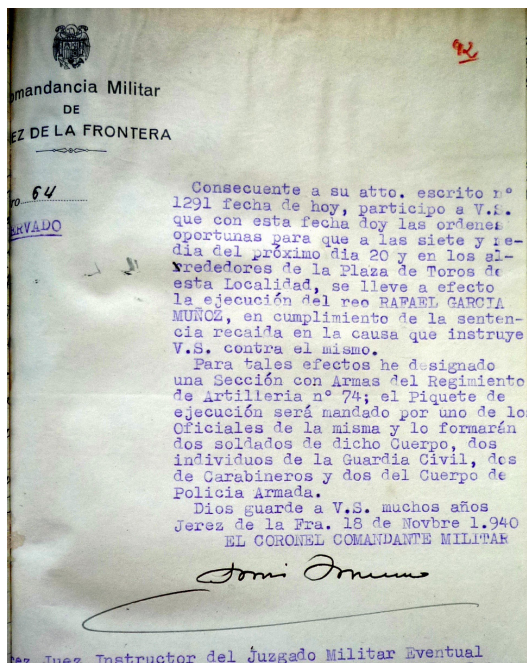 92
omandancia Militar
DE
EZ DE LA FRONTERA
ro 64
ERVADO
Consecuente a su atto. escrito nº
1291 fecha de hoy, participo a V.S.
que con esta fecha doy las ordenes
oportunas para que a las siete y me-
dia del próximo dia 20 y en los al-
rrededores de la Plaza de Toros de
esta Localidad, se lleve a efecto
la ejecución del reo RAFAEL GARCIA
MUÑOZ, en cumplimiento de la senten-
cia recaida en la causa que instruye
V.S. contra el mismo.
Para tales efectos he designado
una Sección con Armas del Regimiento
de Artilleria nº 74; el Piquete de
ejecución será mandado por uno de lo
Oficiales de la misma y lo formarán
dos soldados de dicho Cuerpo, dos
individuos de la Guardia Civil, dos
de Carabineros y dos del Cuerpo de
Policia Armada.
Dios guarde a V.S. muchos años
Jerez de la Fra. 18 de Novbre 1.940
EL CORONEL COMANDANTE MILITAR
Juez Instructor del Juzgado Militar Eventual